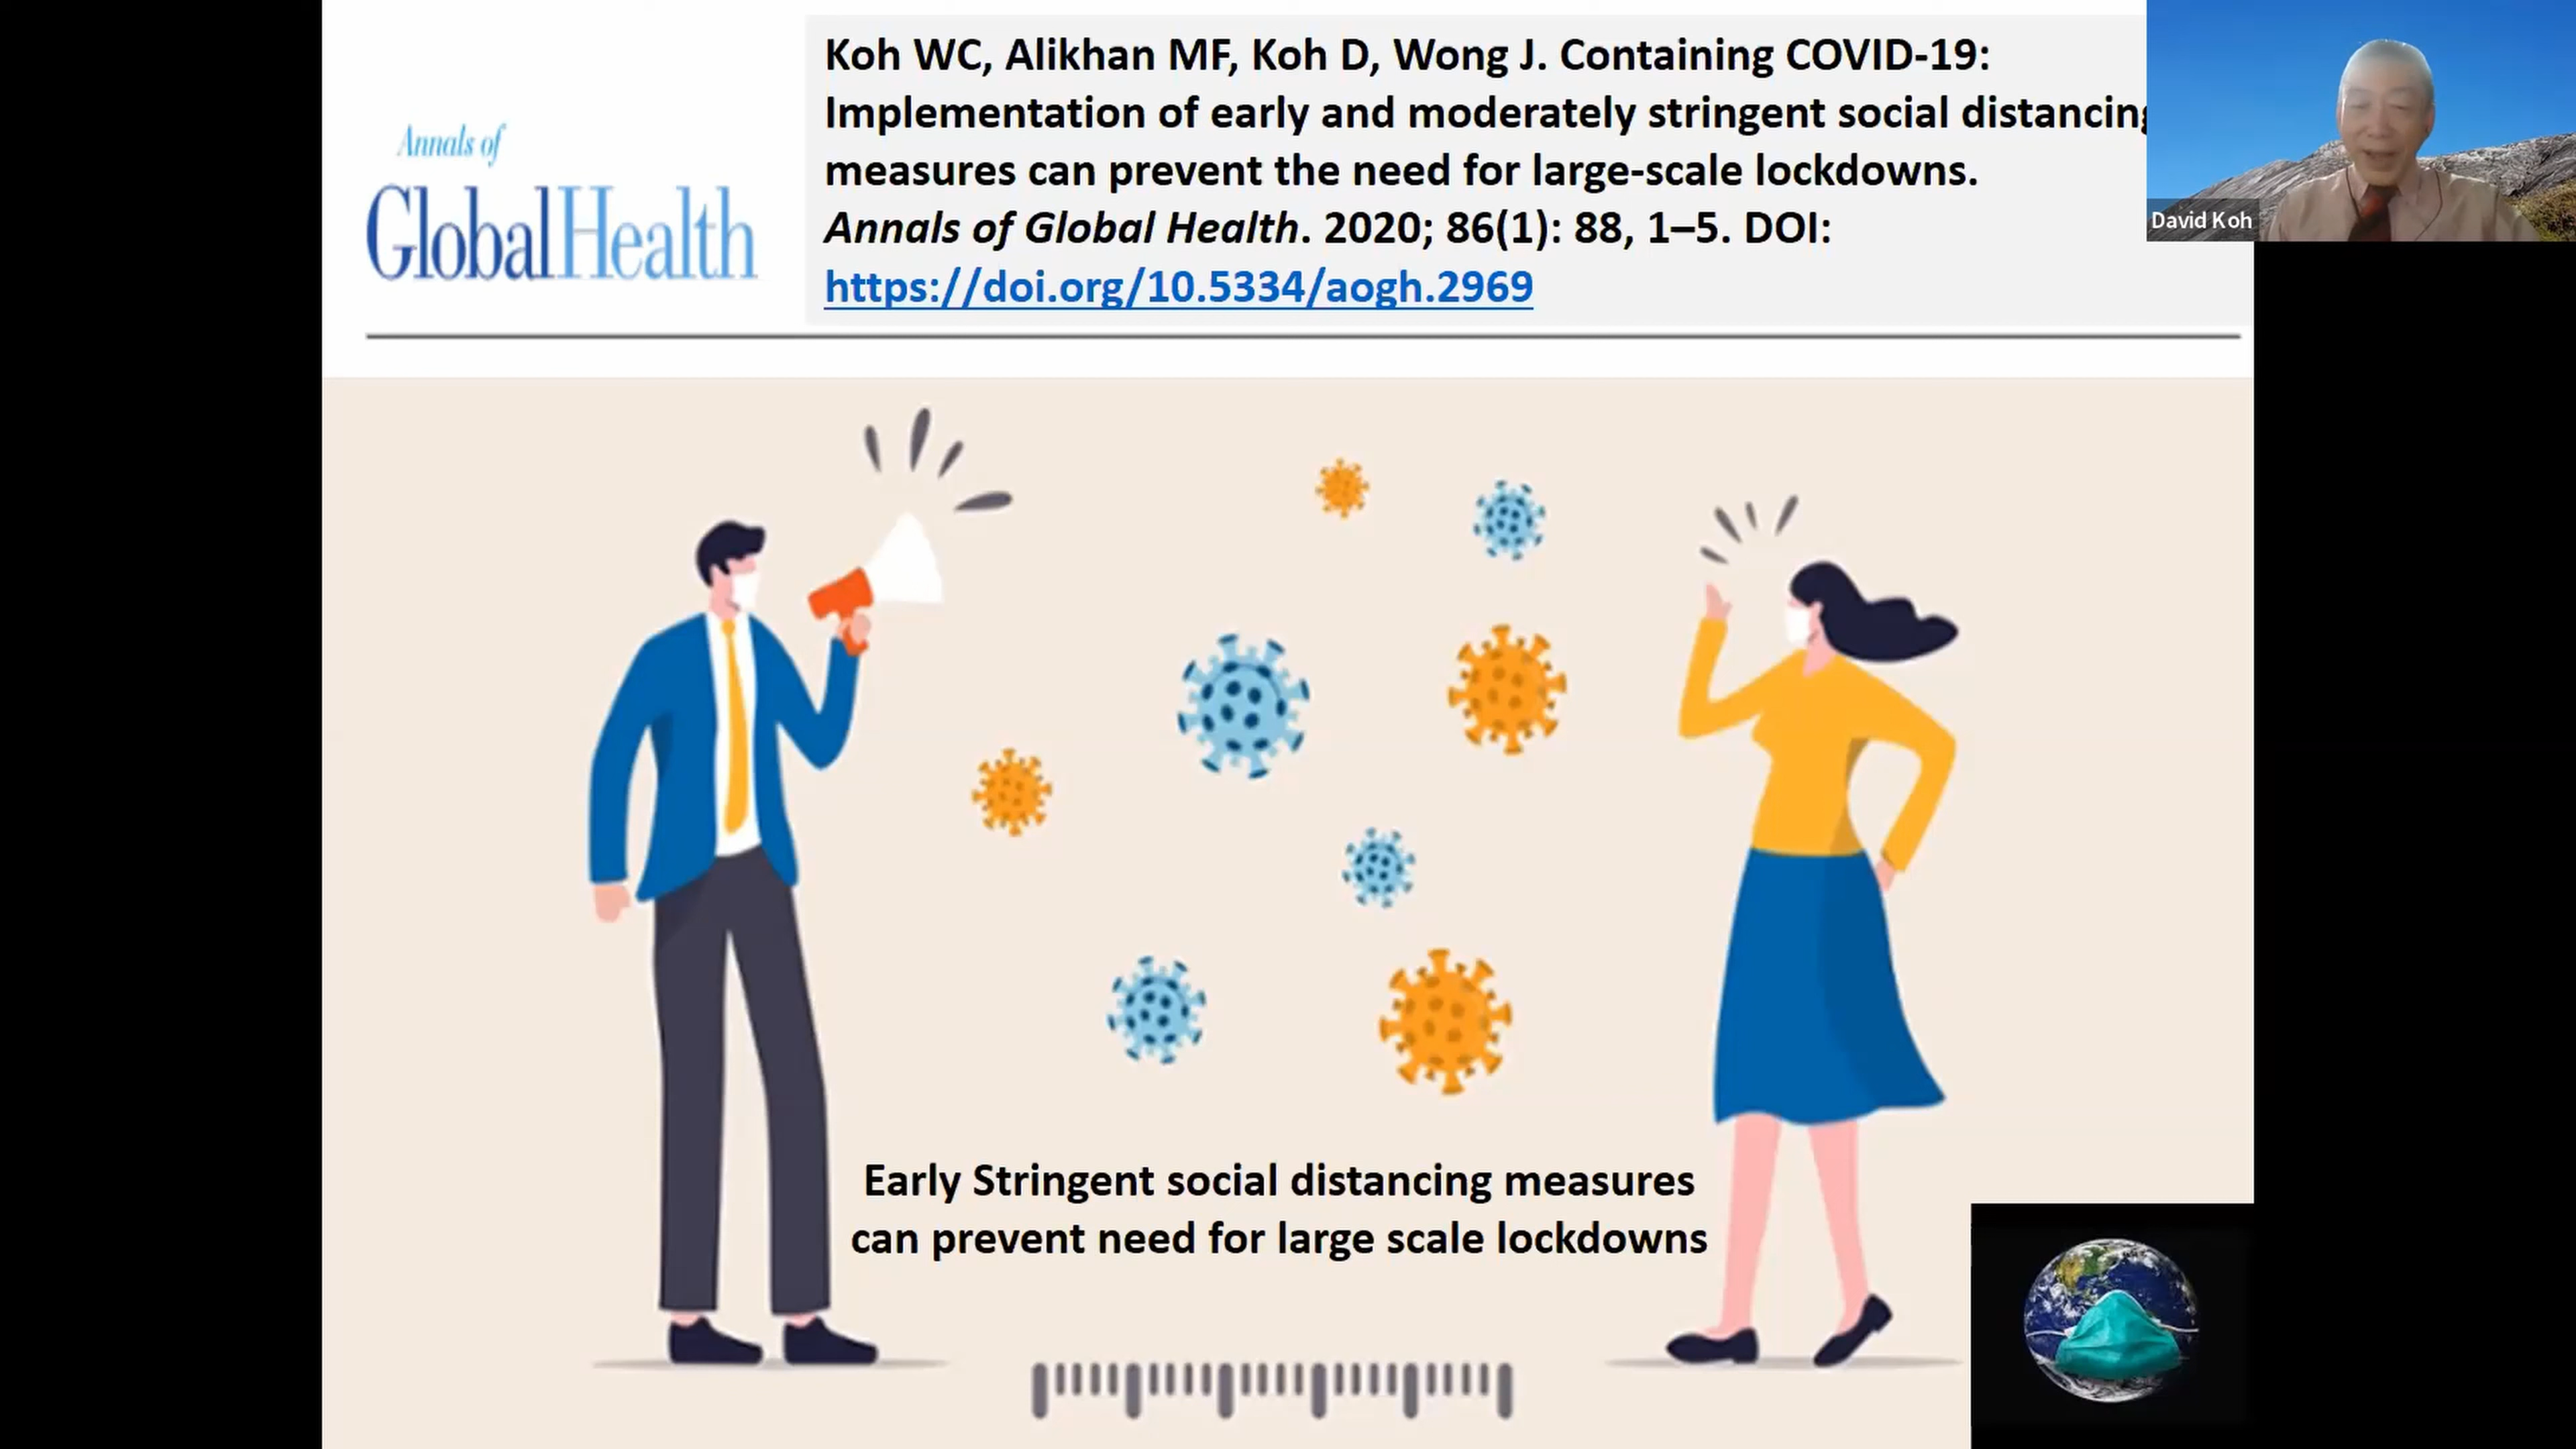 Annals of
GlobalHealth
Koh WC, Alikhan MF, Koh D, Wong J. Containing COVID-19:
Implementation of early and moderately stringent social distancing
measures can prevent the need for large-scale lockdowns.
Annals of Global Health. 2020; 86(1): 88, 1–5. DOI:
https://doi.org/10.5334/aogh.2969
David Koh
Early Stringent social distancing measures
can prevent need for large scale lockdowns